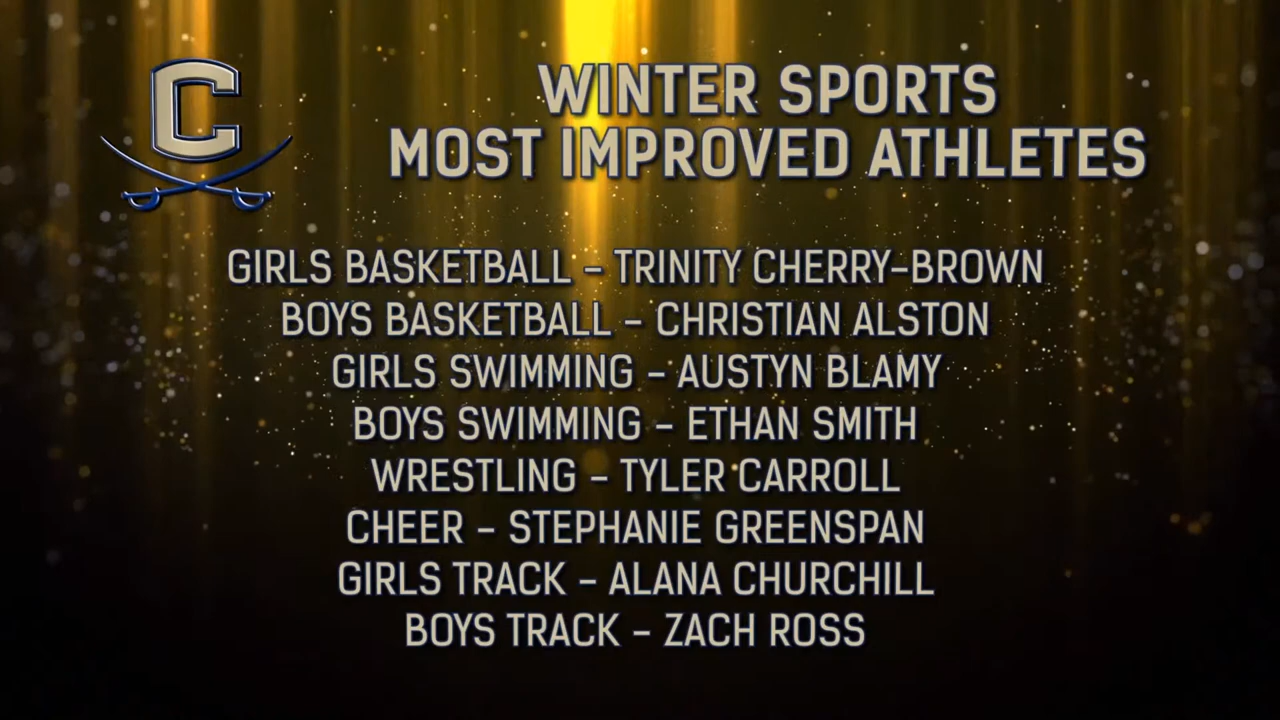 C
WINTER SPORTS
MOST IMPROVED ATHLETES
GIRLS BASKETBALL – TRINITY CHERRY-BROWN
BOYS BASKETBALL – CHRISTIAN ALSTON
GIRLS SWIMMING – AUSTYN BLAMY
BOYS SWIMMING – ETHAN SMITH
WRESTLING – TYLER CARROLL
CHEER – STEPHANIE GREENSPAN
GIRLS TRACK – ALANA CHURCHILL
BOYS TRACK – ZACH ROSS